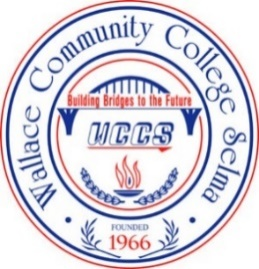 Wallace Community College Selma
Building Bridges to the Future
WCCS
FOUNDED
1966